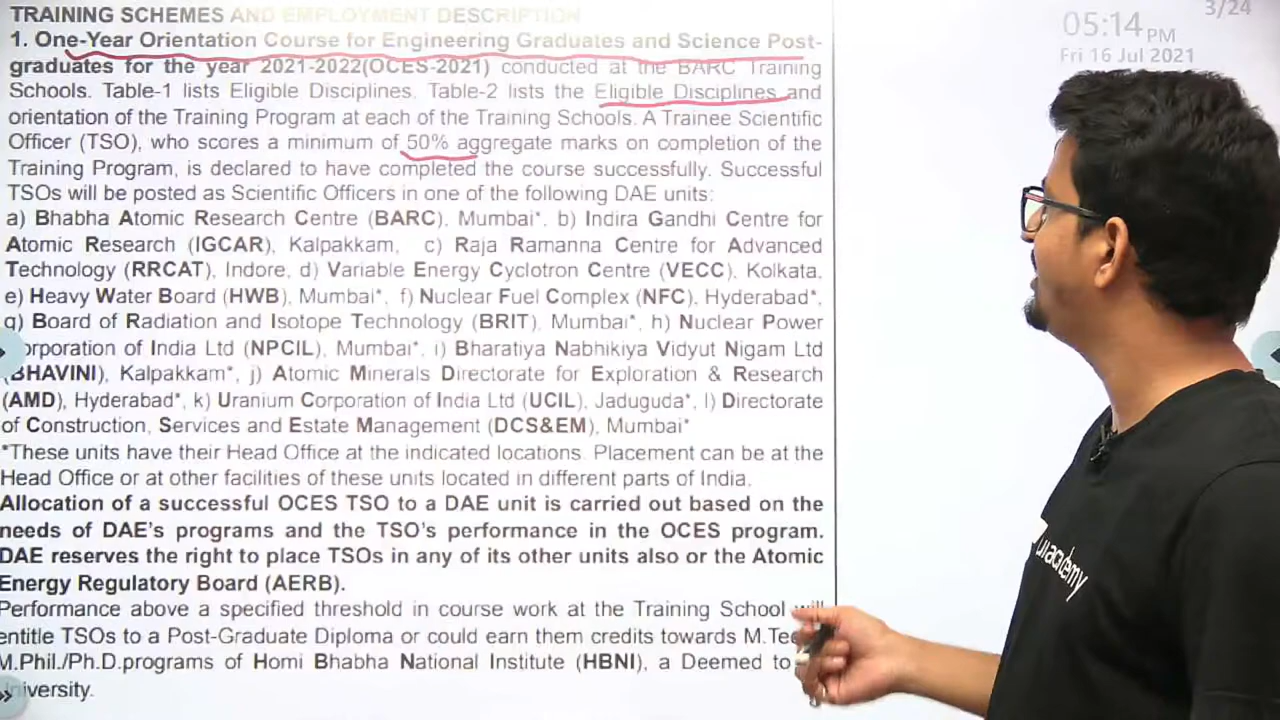 TRAINING SCHEMES AND EMPLOYMENT DESCRIPTION
1. One-Year Orientation Course for Engineering Graduates and Science Post-
graduates for the year 2021-2022(OCES-2021) conducted at the BARC Training
Schools. Table-1 lists Eligible Disciplines. Table-2 lists the Eligible Disciplines and
orientation of the Training Program at each of the Training Schools. A Trainee Scientific
Officer (TSO), who scores a minimum of 50% aggregate marks on completion of the
Training Program, is declared to have completed the course successfully. Successful
TSOs will be posted as Scientific Officers in one of the following DAE units:
a) Bhabha Atomic Research Centre (BARC), Mumbai*, b) Indira Gandhi Centre for
Atomic Research (IGCAR), Kalpakkam, c) Raja Ramanna Centre for Advanced
Technology (RRCAT), Indore, d) Variable Energy Cyclotron Centre (VECC), Kolkata,
e) Heavy Water Board (HWB), Mumbai*, f) Nuclear Fuel Complex (NFC), Hyderabad*,
g) Board of Radiation and Isotope Technology (BRIT), Mumbai*, h) Nuclear Power
orporation of India Ltd (NPCIL), Mumbai*, i) Bharatiya Nabhikiya Vidyut Nigam Ltd
(BHAVINI), Kalpakkam*, j) Atomic Minerals Directorate for Exploration & Research
(AMD), Hyderabad*, k) Uranium Corporation of India Ltd (UCIL), Jaduguda*, l) Directorate
of Construction, Services and Estate Management (DCS&EM), Mumbai*
*These units have their Head Office at the indicated locations. Placement can be at the
Head Office or at other facilities of these units located in different parts of India.
Allocation of a successful OCES TSO to a DAE unit is carried out based on the
needs of DAE's programs and the TSO's performance in the OCES program.
DAE reserves the right to place TSOs in any of its other units also or the Atomic
Energy Regulatory Board (AERB).
Performance above a specified threshold in course work at the Training School will
entitle TSOs to a Post-Graduate Diploma or could earn them credits towards M.Tec
M.Phil./Ph.D.programs of Homi Bhabha National Institute (HBNI), a Deemed to
niversity.
05:14 PM
Fri 16 Jul 2021
3/24
unacademy